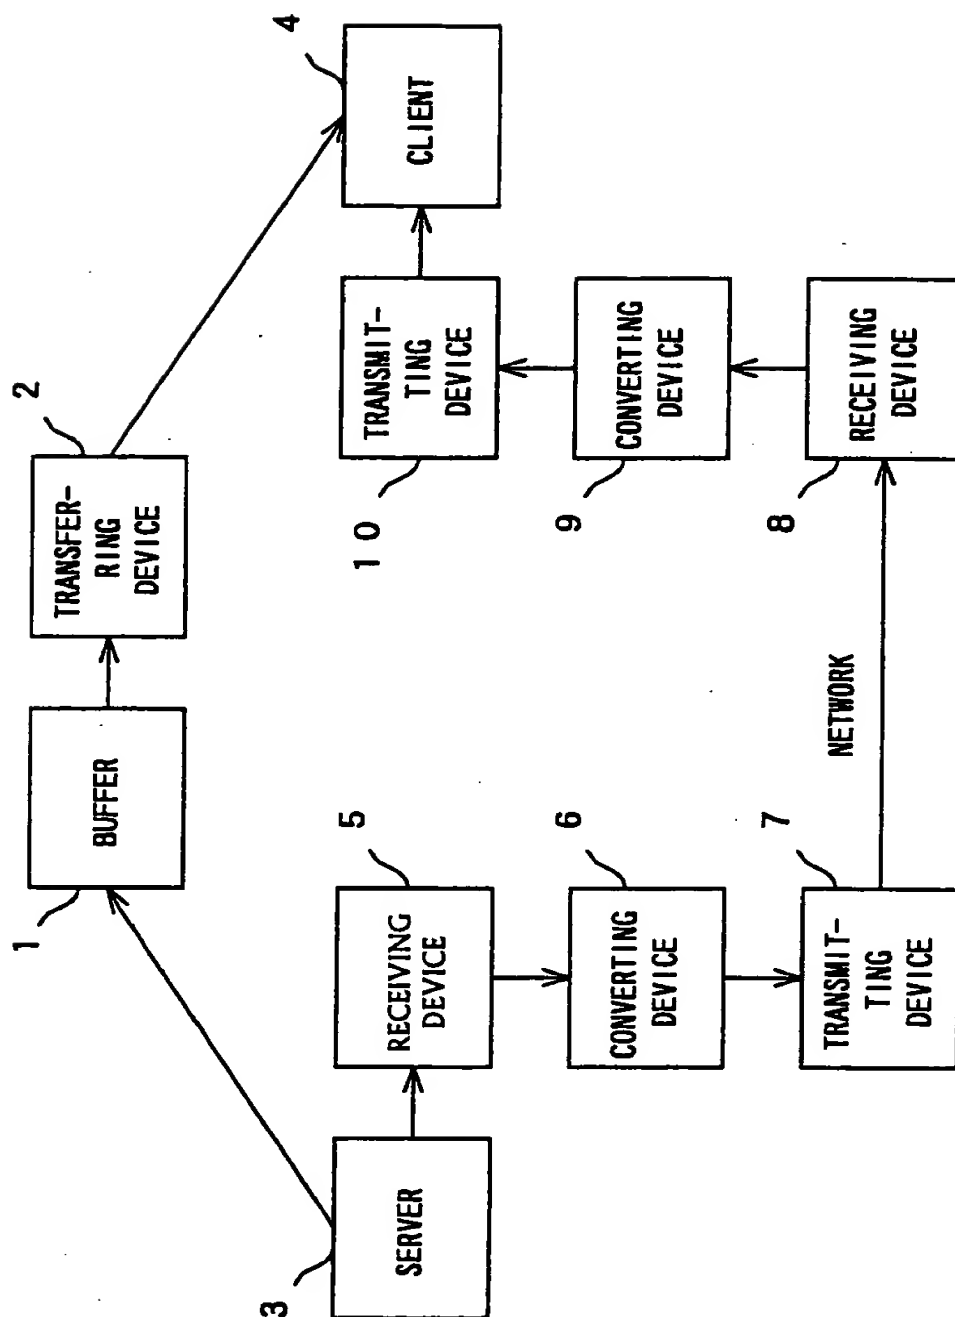 1
BUFFER
2
TRANSFER-
RING
DEVICE
3
SERVER
4
CLIENT
5
RECEIVING
DEVICE
10
TRANSMIT-
TING
DEVICE
6
CONVERTING
DEVICE
9
CONVERTING
DEVICE
7
TRANSMIT-
TING
DEVICE
NETWORK
8
RECEIVING
DEVICE